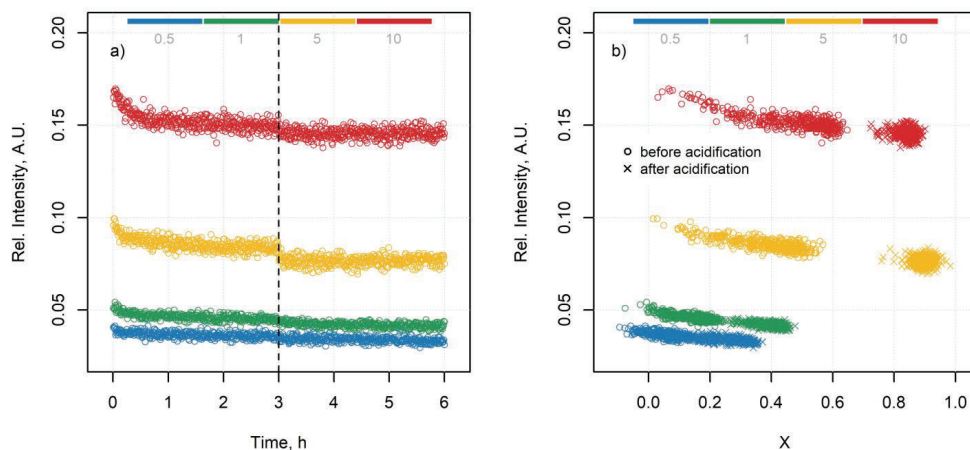 a)
0.5 1 5 10
0.20
0.15
0.10
0.05
Rel. Intensity, A.U.
0 1 2 3 4 5 6
Time, h
b)
0.5 1 5 10
before acidification
after acidification
0.20
0.15
0.10
0.05
Rel. Intensity, A.U.
0.0 0.2 0.4 0.6 0.8 1.0
X